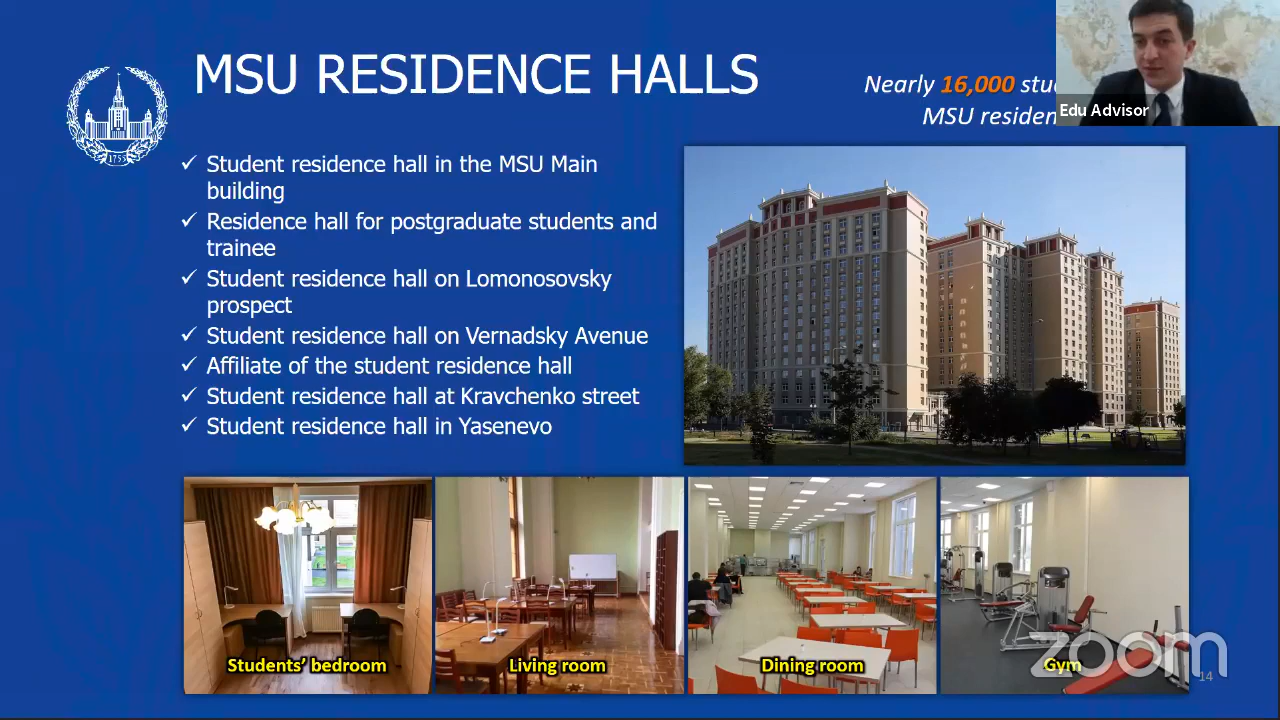 MSU RESIDENCE HALLS
Nearly 16,000
MSU
Edu Advisor
1755
✓ Student residence hall in the MSU Main
building
✓ Residence hall for postgraduate students and
trainee
✓ Student residence hall on Lomonosovsky
prospect
✓ Student residence hall on Vernadsky Avenue
✓ Affiliate of the student residence hall
✓ Student residence hall at Kravchenko street
✓ Student residence hall in Yasenevo
Students’ bedroom
Living room
Dining room
Gym
zoom
14